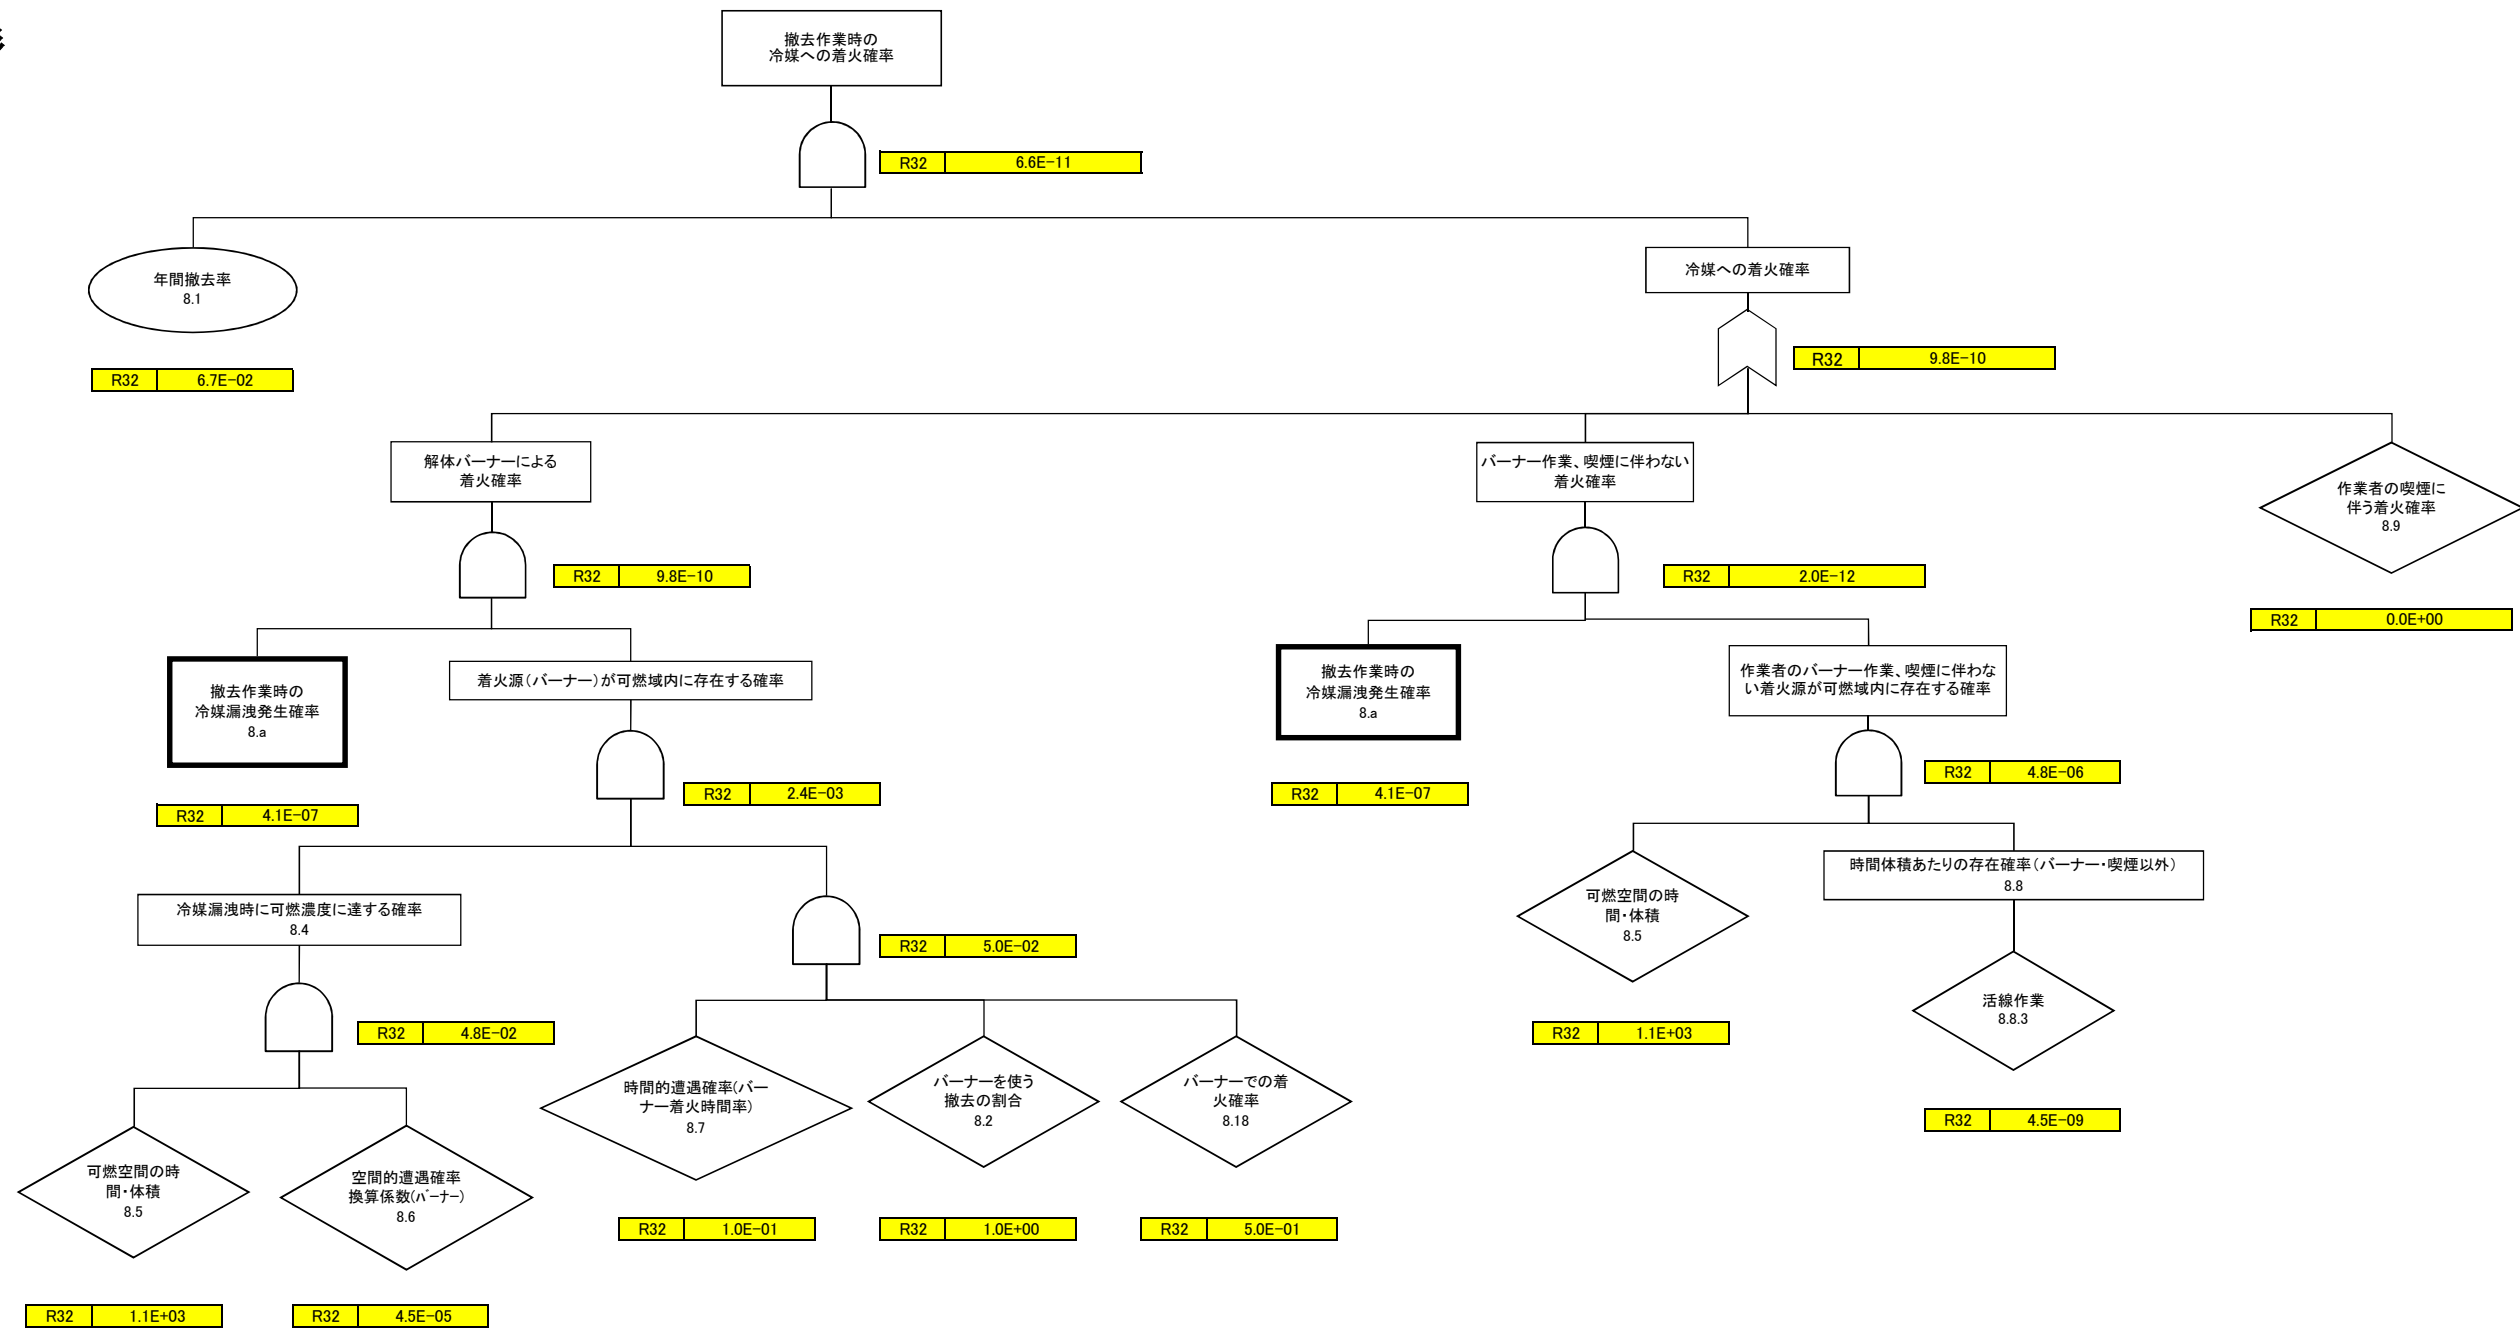 撤去作業時の
冷媒への着火確率
R32 6.6E-11
年間撤去率
8.1
R32 6.7E-02
冷媒への着火確率
R32 9.8E-10
解体バーナーによる
着火確率
R32 9.8E-10
バーナー作業、喫煙に伴わない
着火確率
R32 2.0E-12
作業者の喫煙に
伴う着火確率
8.9
R32 0.0E+00
撤去作業時の
冷媒漏洩発生確率
8.a
R32 4.1E-07
着火源(バーナー)が可燃域内に存在する確率
R32 2.4E-03
撤去作業時の
冷媒漏洩発生確率
8.a
R32 4.1E-07
作業者のバーナー作業、喫煙に伴わな
い着火源が可燃域内に存在する確率
R32 4.8E-06
冷媒漏洩時に可燃濃度に達する確率
8.4
R32 4.8E-02
R32 5.0E-02
可燃空間の時
間・体積
8.5
R32 1.1E+03
時間体積あたりの存在確率(バーナー・喫煙以外)
8.8
活線作業
8.8.3
R32 4.5E-09
可燃空間の時
間・体積
8.5
R32 1.1E+03
空間的遭遇確率
換算係数(バーナー)
8.6
R32 4.5E-05
時間的遭遇確率(バー
ナー着火時間率)
8.7
R32 1.0E-01
バーナーを使う
撤去の割合
8.2
R32 1.0E+00
バーナーでの着
火確率
8.18
R32 5.0E-01